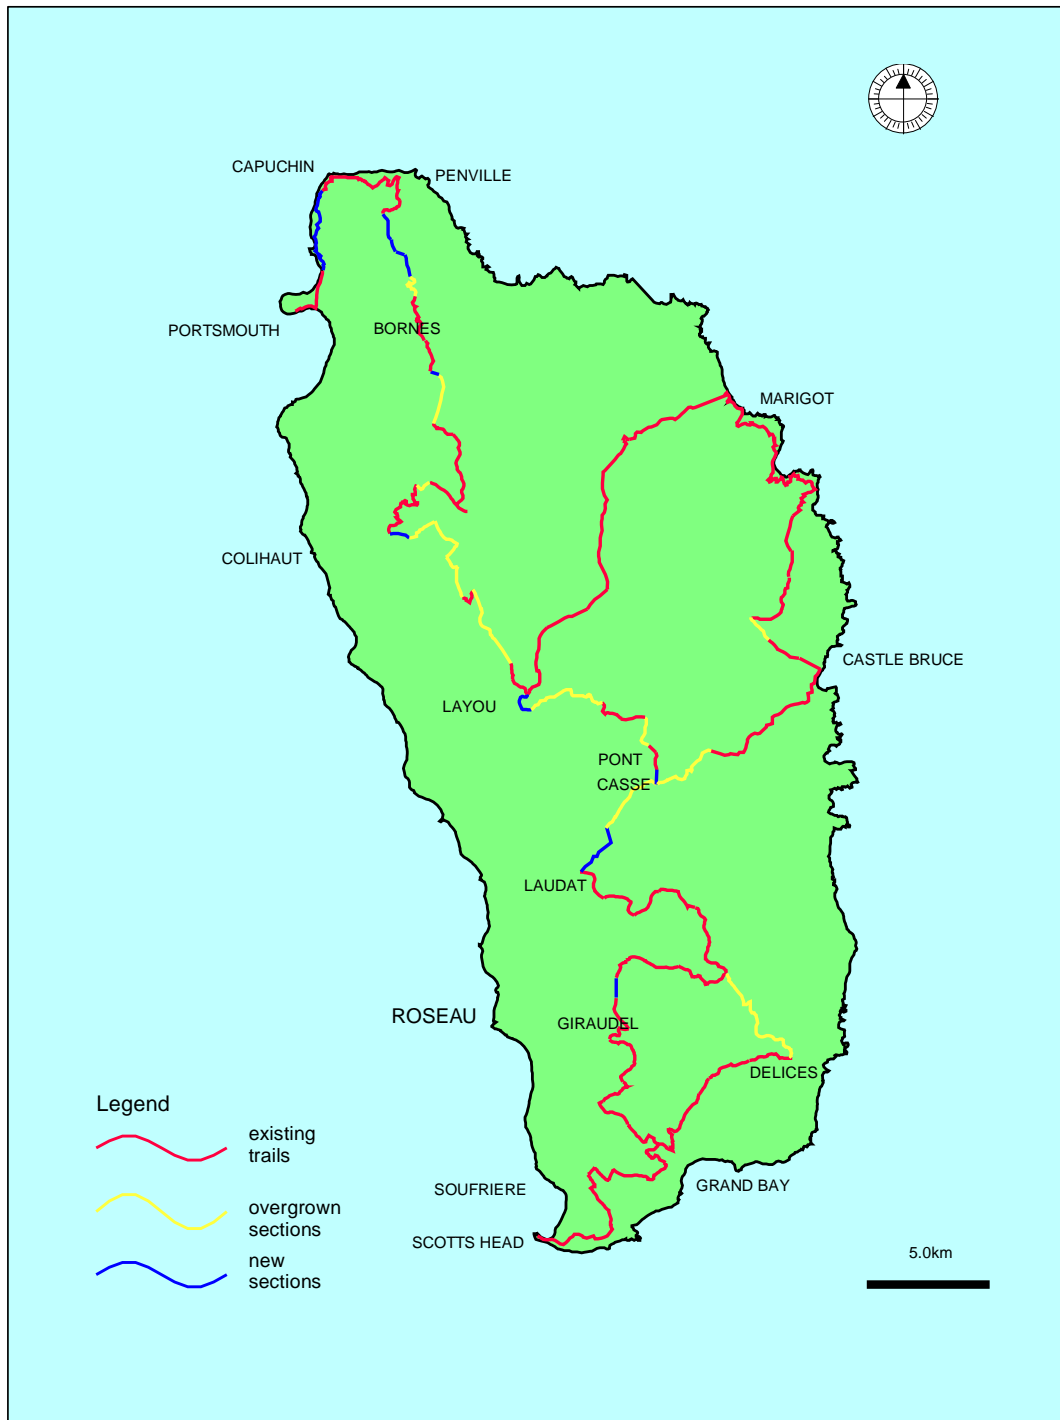 CAPUCHIN
PENVILLE
PORTSMOUTH
BORNES
MARIGOT
COLIHAUT
CASTLE BRUCE
LAYOU
PONT
CASSE
LAUDAT
ROSEAU
GIRAUDEL
DELICES
Legend
existing
trails
overgrown
sections
new
sections
SOUFRIERE
GRAND BAY
SCOTTS HEAD
5.0km